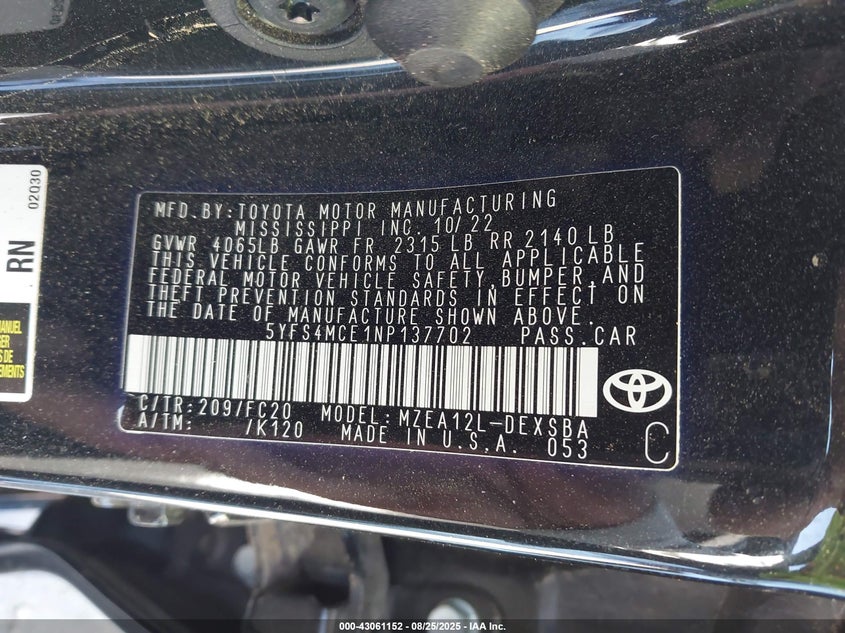 02030
RN
MFD.BY:TOYOTA MOTOR MANUFACTURING
MISSISSIPPI INC. 10/22
GVWR 4065LB GAWR FR 2315 LB RR 2140 LB
THIS VEHICLE CONFORMS TO ALL APPLICABLE
FEDERAL MOTOR VEHICLE SAFETY,BUMPER,AND
THEFT PREVENTION STANDARDS IN EFFECT ON
THE DATE OF MANUFACTURE SHOWN ABOVE.
5YFS4MCE1NP137702 PASS.CAR
C/TR:209/FC20 MODEL:MZEA12L-DEXSBA
A/TM: /K120 MADE IN U.S.A. 053
C
000-43061152 - 08/25/2025 - IAA Inc.